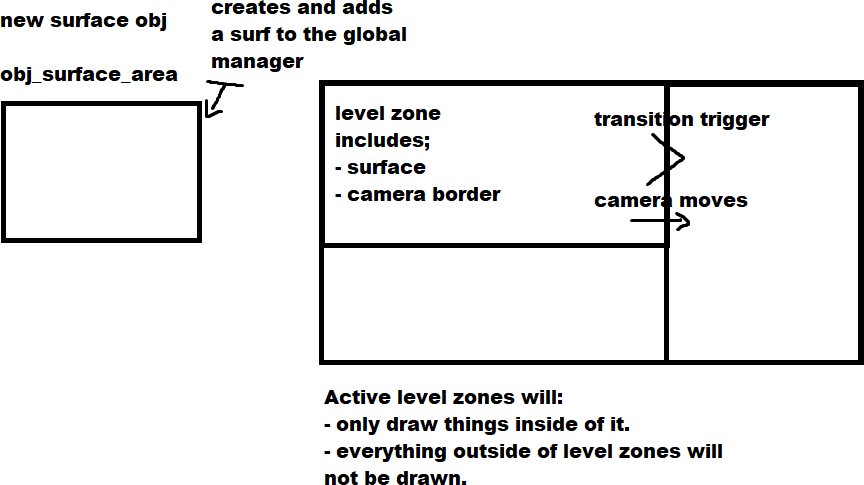 new surface obj
obj_surface_area
creates and adds
a surf to the global
manager
level zone
includes;
- surface
- camera border
transition trigger
camera moves
Active level zones will:
- only draw things inside of it.
- everything outside of level zones will
not be drawn.